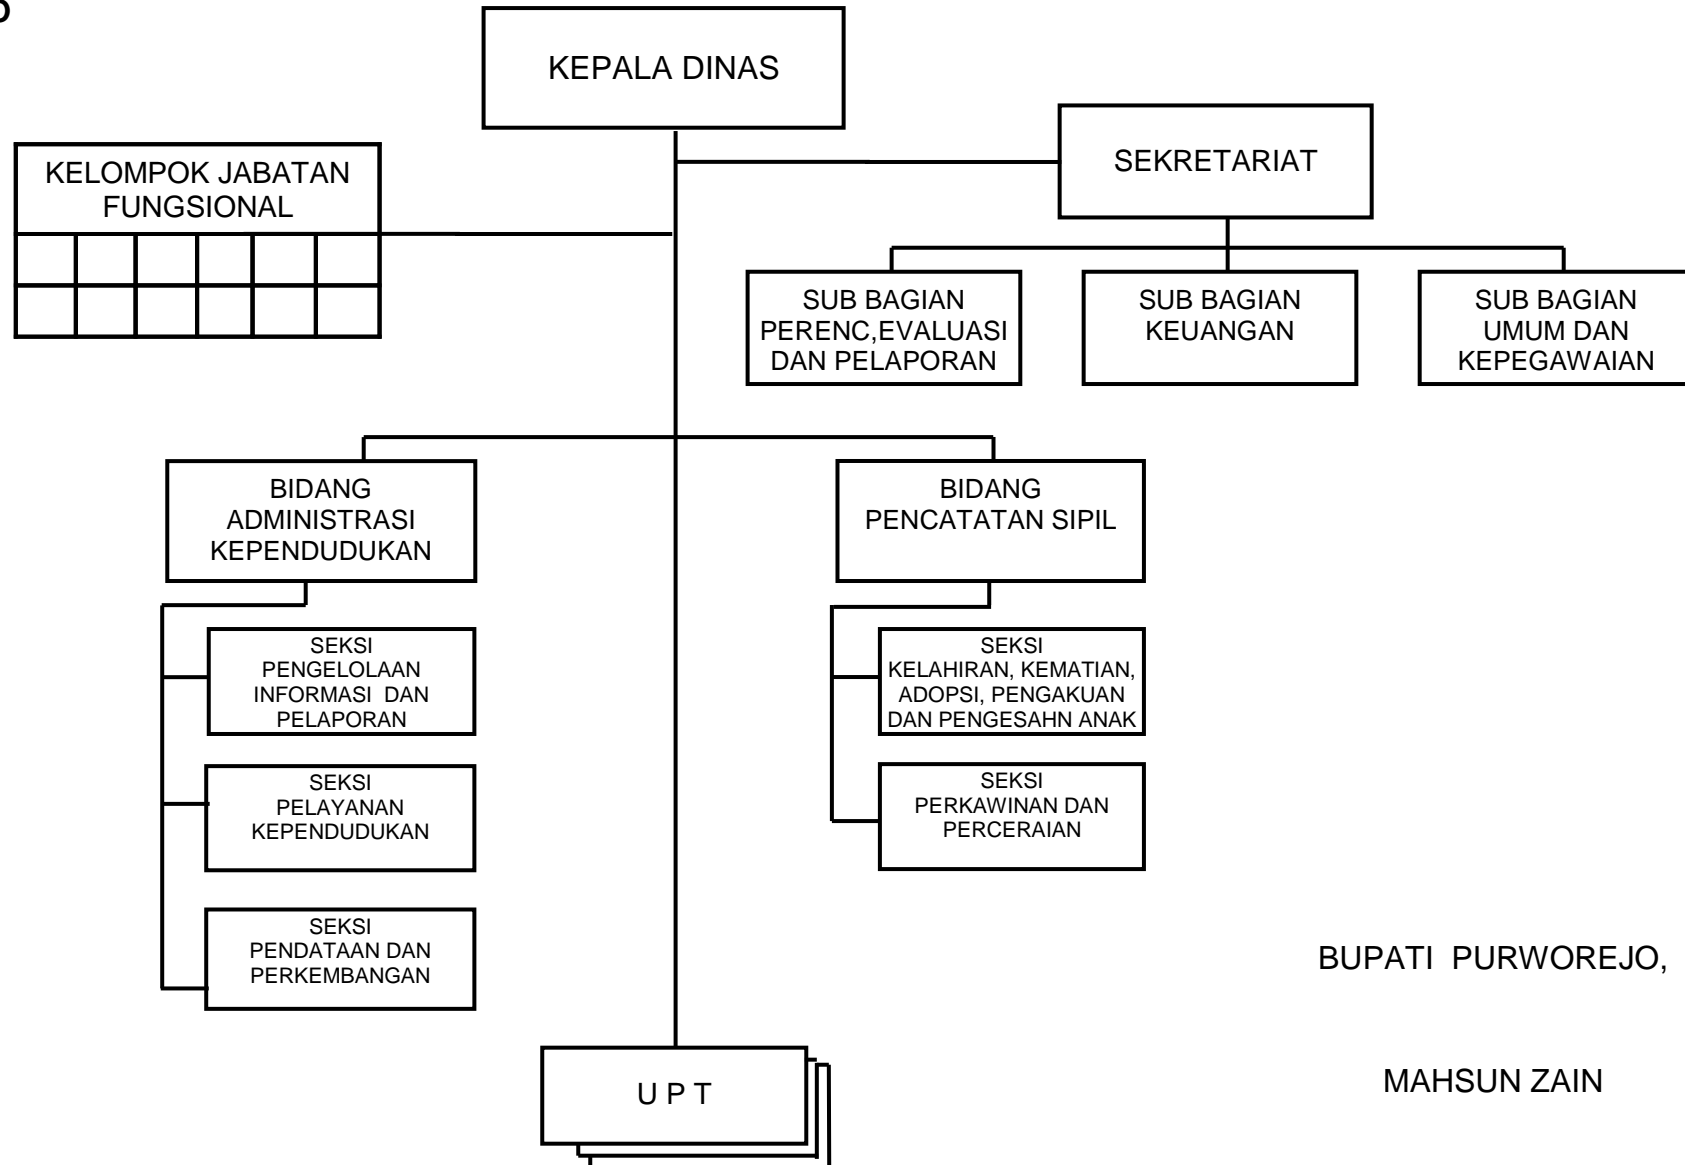 KEPALA DINAS
SEKRETARIAT
KELOMPOK JABATAN
FUNGSIONAL
SUB BAGIAN
PERENC,EVALUASI
DAN PELAPORAN
SUB BAGIAN
KEUANGAN
SUB BAGIAN
UMUM DAN
KEPEGAWAIAN
BIDANG
ADMINISTRASI
KEPENDUDUKAN
BIDANG
PENCATATAN SIPIL
SEKSI
PENGELOLAAN
INFORMASI DAN
PELAPORAN
SEKSI
PELAYANAN
KEPENDUDUKAN
SEKSI
PENDATAAN DAN
PERKEMBANGAN
SEKSI
KELAHIRAN, KEMATIAN,
ADOPSI, PENGAKUAN
DAN PENGESAHN ANAK
SEKSI
PERKAWINAN DAN
PERCERAIAN
U P T
BUPATI PURWOREJO,
MAHSUN ZAIN